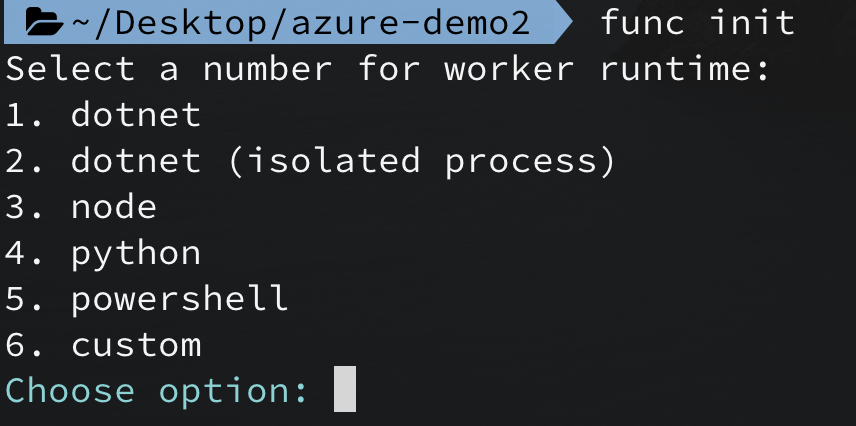 ~/Desktop/azure-demo2 func init
Select a number for worker runtime:
1. dotnet
2. dotnet (isolated process)
3. node
4. python
5. powershell
6. custom
Choose option: